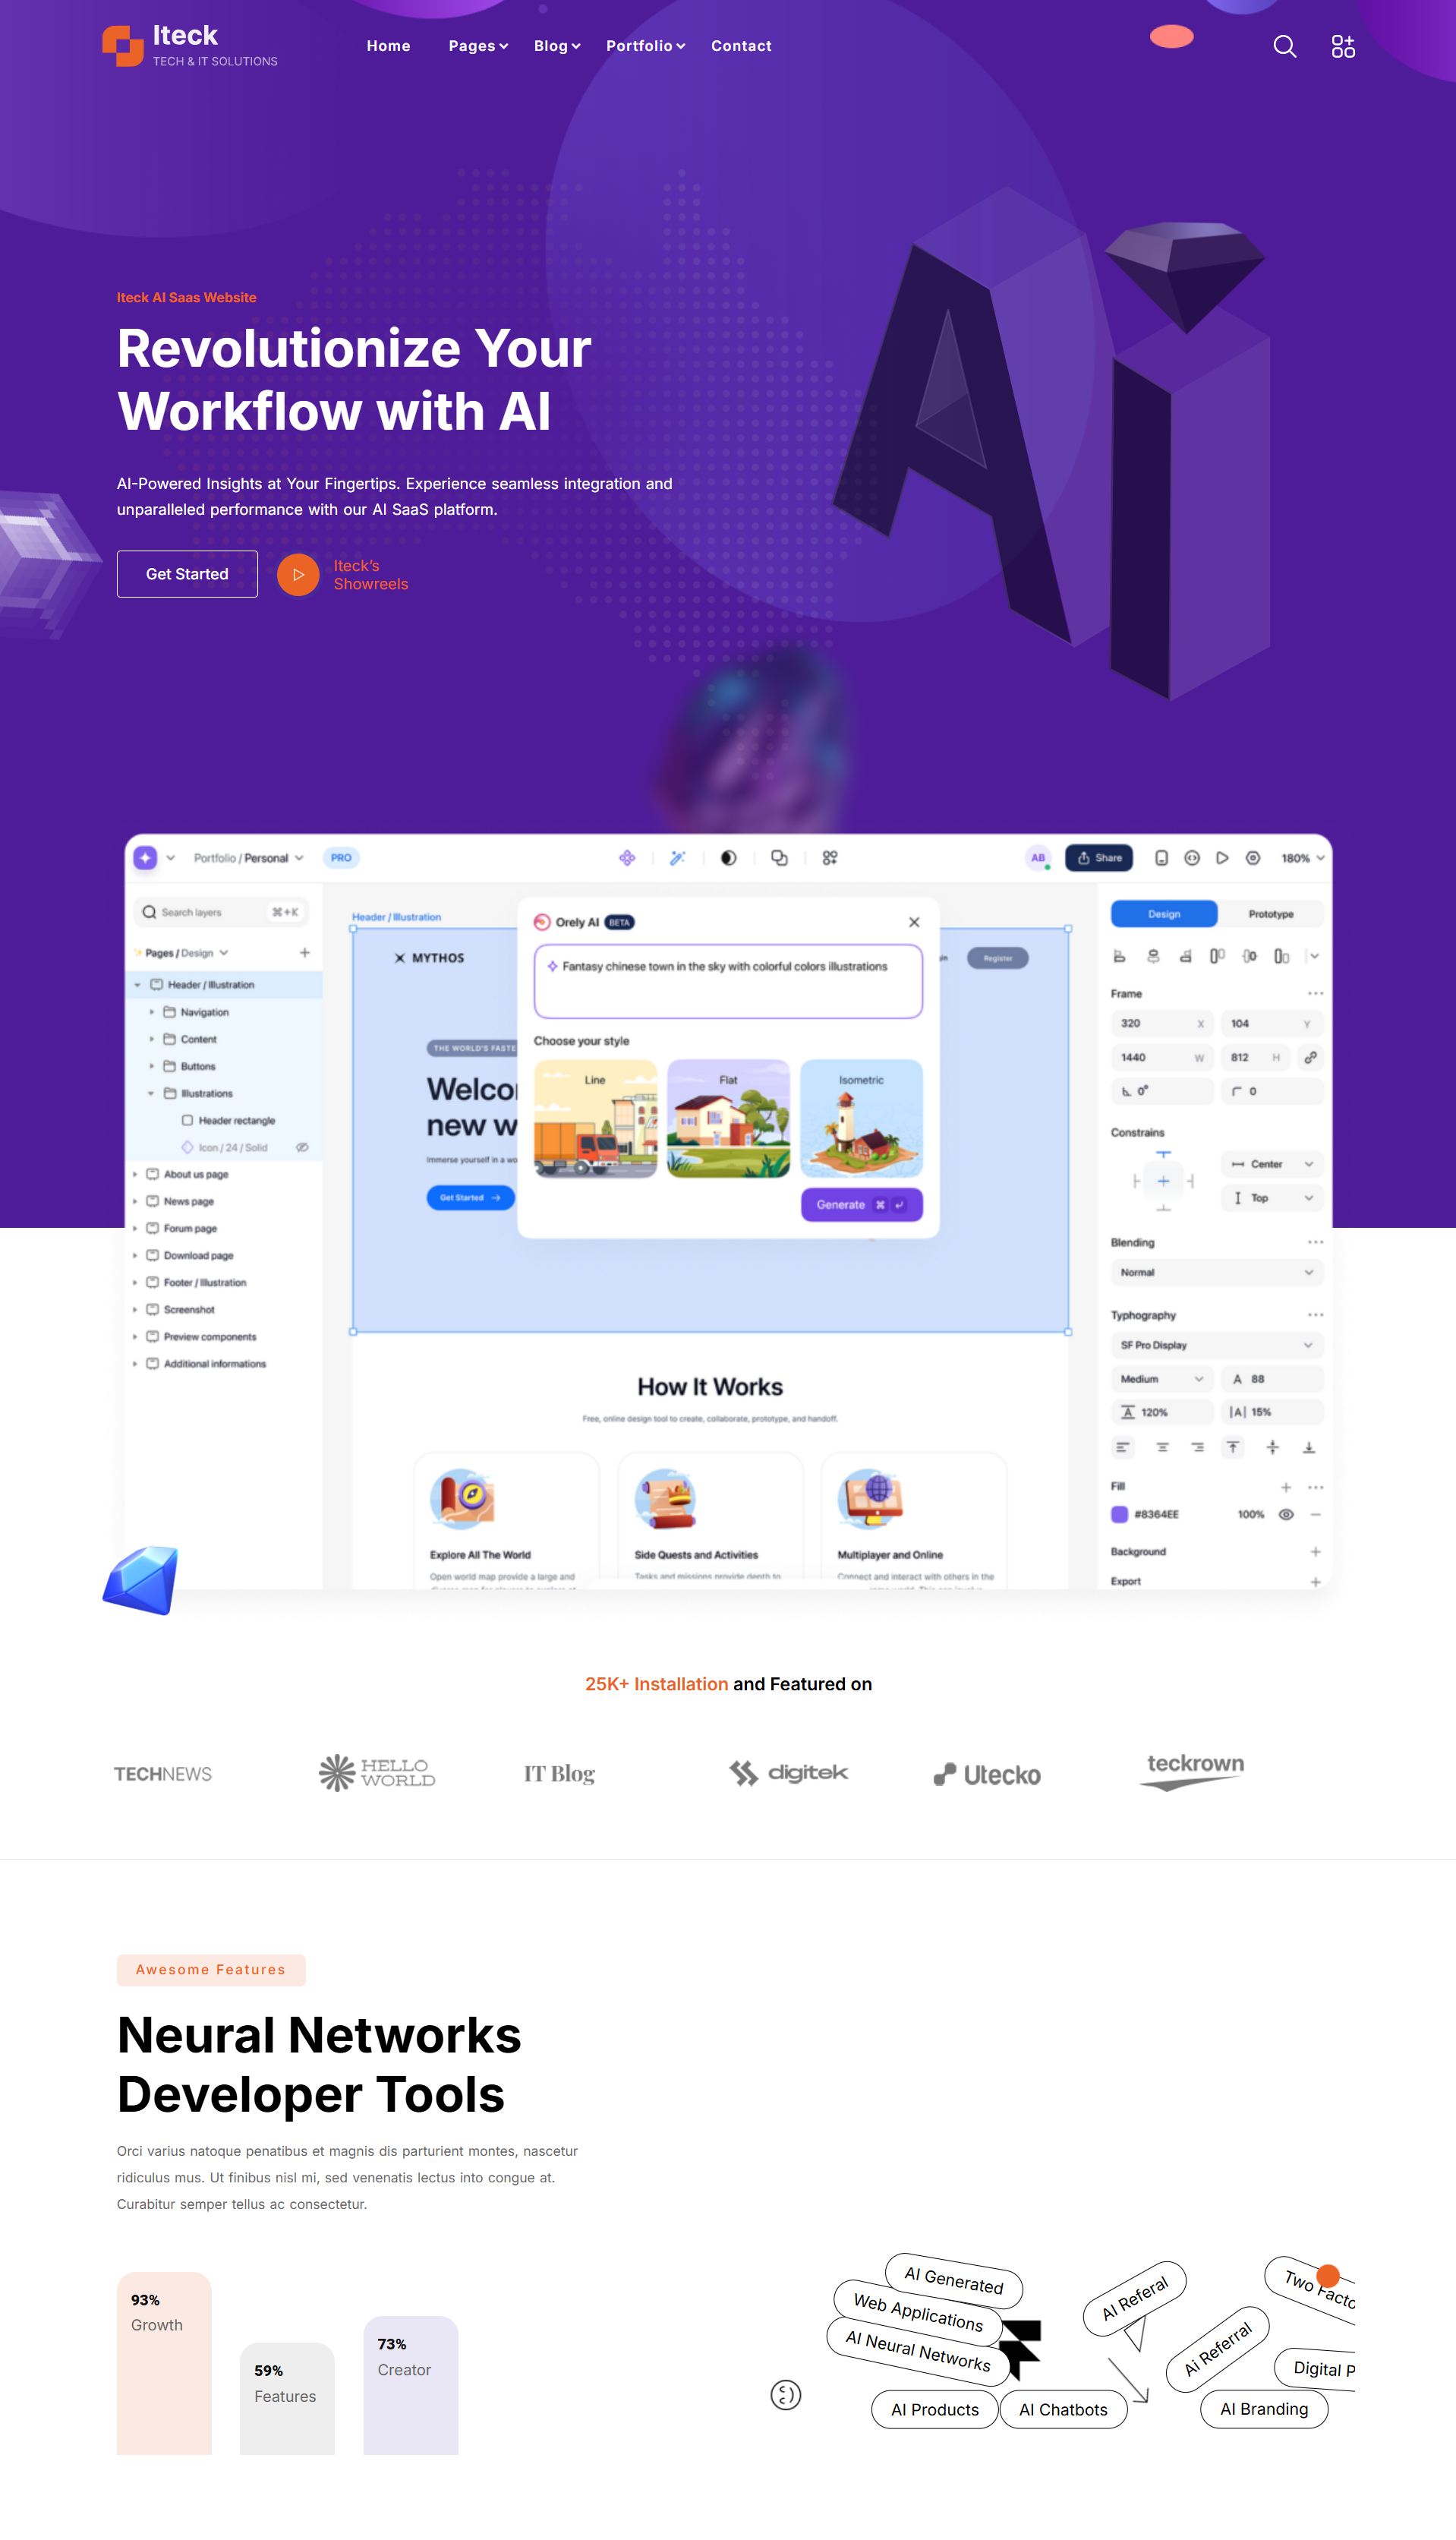 Iteck
TECH & IT SOLUTIONS
Home
Pages
Blog
Portfolio
Contact
Iteck AI Saas Website
Revolutionize Your
Workflow with AI
AI-Powered Insights at Your Fingertips. Experience seamless integration and
unparalleled performance with our AI SaaS platform.
Get Started
Iteck's
Showreels
Ai
Portfolio / Personal
PRO
AB
Share
180%
Search layers
⌘+K
Pages / Design
Header / Illustration
Navigation
Content
Buttons
Illustrations
Header rectangle
Icon / 24 / Solid
About us page
News page
Forum page
Download page
Footer / Illustration
Screenshot
Preview components
Additional informations
Header / Illustration
MYTHOS
Register
THE WORLD'S FASTE
Welco
new w
Immerse yourself in a wo
Get Started
Orely AI BETA
Fantasy chinese town in the sky with colorful colors illustrations
Choose your style
Line
Flat
Isometric
Generate
How It Works
Free, online design tool to create, collaborate, prototype, and handoff.
Explore All The World
Open world map provide a large and
Side Quests and Activities
Tasks and missions provide depth to
Multiplayer and Online
Connect and interact with others in the
Design
Prototype
Frame
320 X
104 Y
1440 W
812 H
0°
0
Constrains
Center
Top
Blending
Normal
Typhography
SF Pro Display
Medium
A 88
A 120%
|A| 15%
Fill
#8364EE
100%
Background
Export
25K+ Installation and Featured on
TECHNEWS
HELLO
WORLD
IT Blog
digitek
Utecko
teckrown
Awesome Features
Neural Networks
Developer Tools
Orci varius natoque penatibus et magnis dis parturient montes, nascetur
ridiculus mus. Ut finibus nisl mi, sed venenatis lectus into congue at.
Curabitur semper tellus ac consectetur.
93%
Growth
59%
Features
73%
Creator
AI Generated
Web Applications
AI Neural Networks
AI Products
AI Chatbots
AI Referal
Ai Referral
Two Facto
Digital P
AI Branding